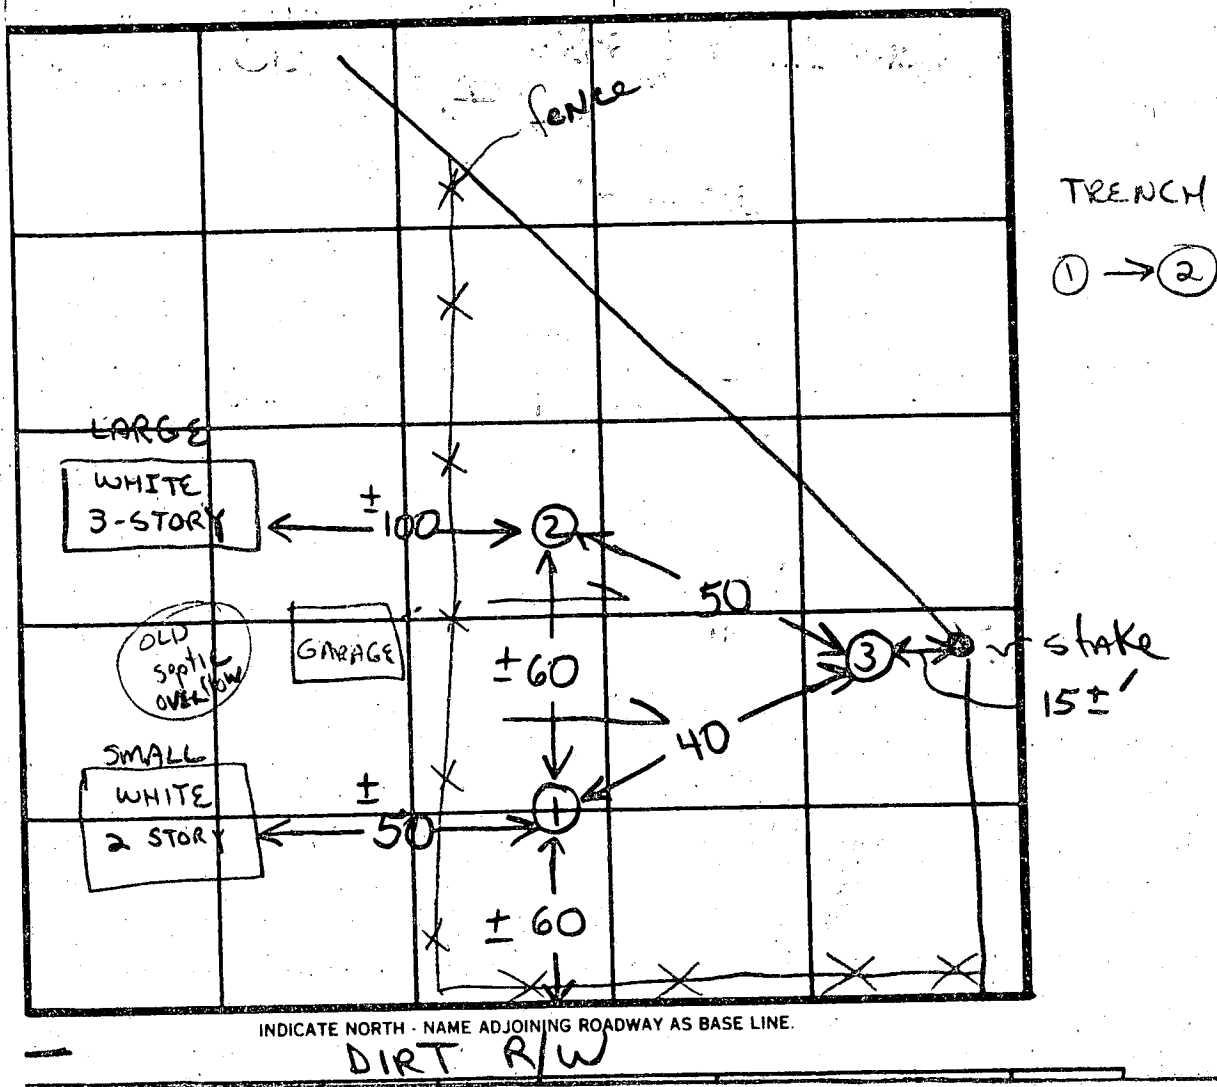 fence
TRENCH
① → ②
LARGE
WHITE
3-STORY
± 100
②
50
OLD
septic
OVERflow
GARAGE
± 60
③
stake
15 ±'
40
SMALL
WHITE
2 STORY
± 50
①
± 60
INDICATE NORTH - NAME ADJOINING ROADWAY AS BASE LINE.
DIRT R/W